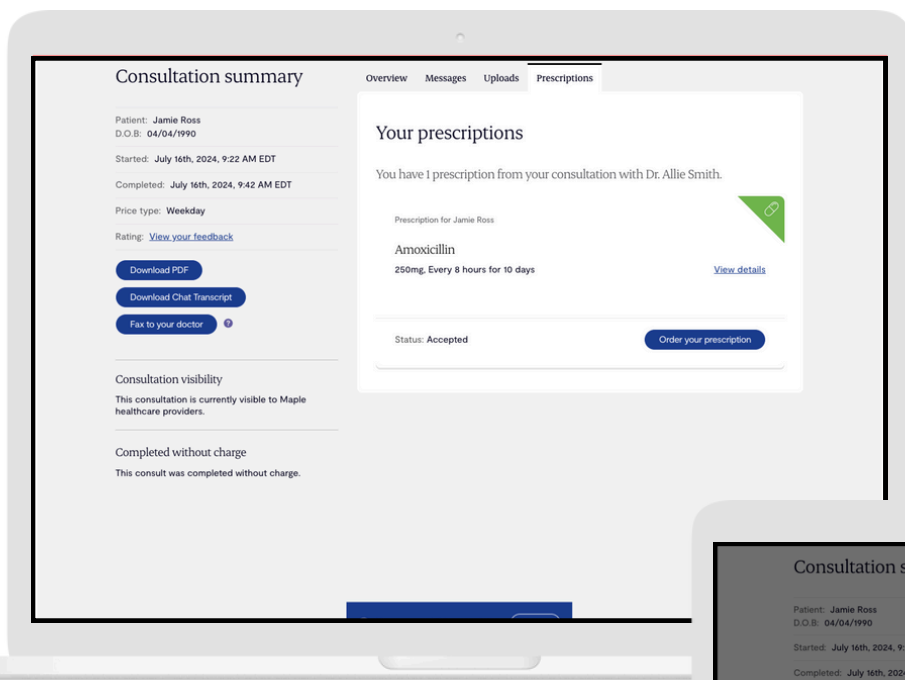 Consultation summary
Patient: Jamie Ross
D.O.B: 04/04/1990
Started: July 16th, 2024, 9:22 AM EDT
Completed: July 16th, 2024, 9:42 AM EDT
Price type: Weekday
Rating: View your feedback
Download PDF
Download Chat Transcript
Fax to your doctor ?
Consultation visibility
This consultation is currently visible to Maple
healthcare providers.
Completed without charge
This consult was completed without charge.
Overview Messages Uploads Prescriptions
Your prescriptions
You have 1 prescription from your consultation with Dr. Allie Smith.
Prescription for Jamie Ross
Amoxicillin
250mg, Every 8 hours for 10 days
View details
Status: Accepted
Order your prescription
Consultation s
Patient: Jamie Ross
D.O.B: 04/04/1990
Started: July 16th, 2024, 9:
Completed: July 16th, 202